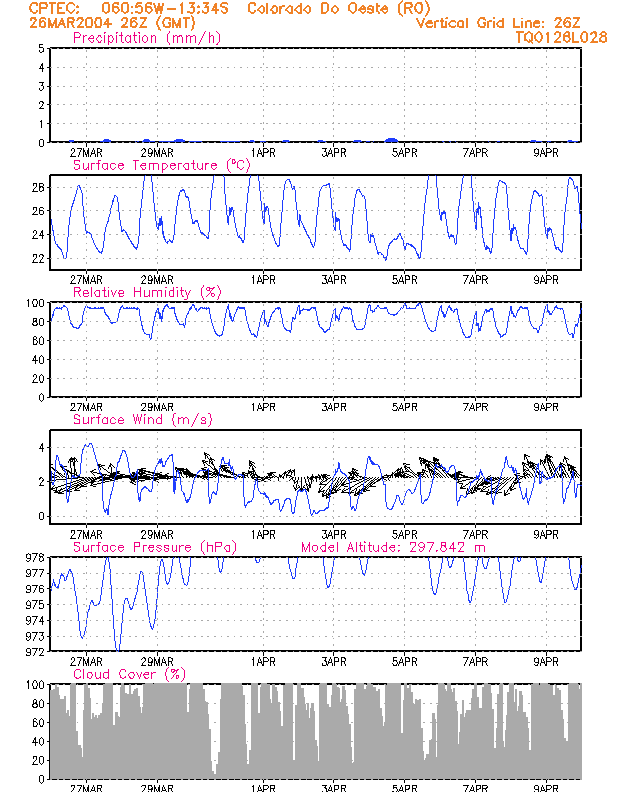 CPTEC: 060:56W-13:34S Colorado Do Oeste (RO)
26MAR2004 26Z (GMT) Vertical Grid Line: 26Z
Precipitation (mm/h) TQ0126L028
5
4
3
2
1
0
27MAR 29MAR 1APR 3APR 5APR 7APR 9APR
Surface Temperature (ºC)
28
26
24
22
27MAR 29MAR 1APR 3APR 5APR 7APR 9APR
Relative Humidity (%)
100
80
60
40
20
0
27MAR 29MAR 1APR 3APR 5APR 7APR 9APR
Surface Wind (m/s)
4
2
0
27MAR 29MAR 1APR 3APR 5APR 7APR 9APR
Surface Pressure (hPa) Model Altitude: 297.842 m
978
977
976
975
974
973
972
27MAR 29MAR 1APR 3APR 5APR 7APR 9APR
Cloud Cover (%)
100
80
60
40
20
0
27MAR 29MAR 1APR 3APR 5APR 7APR 9APR